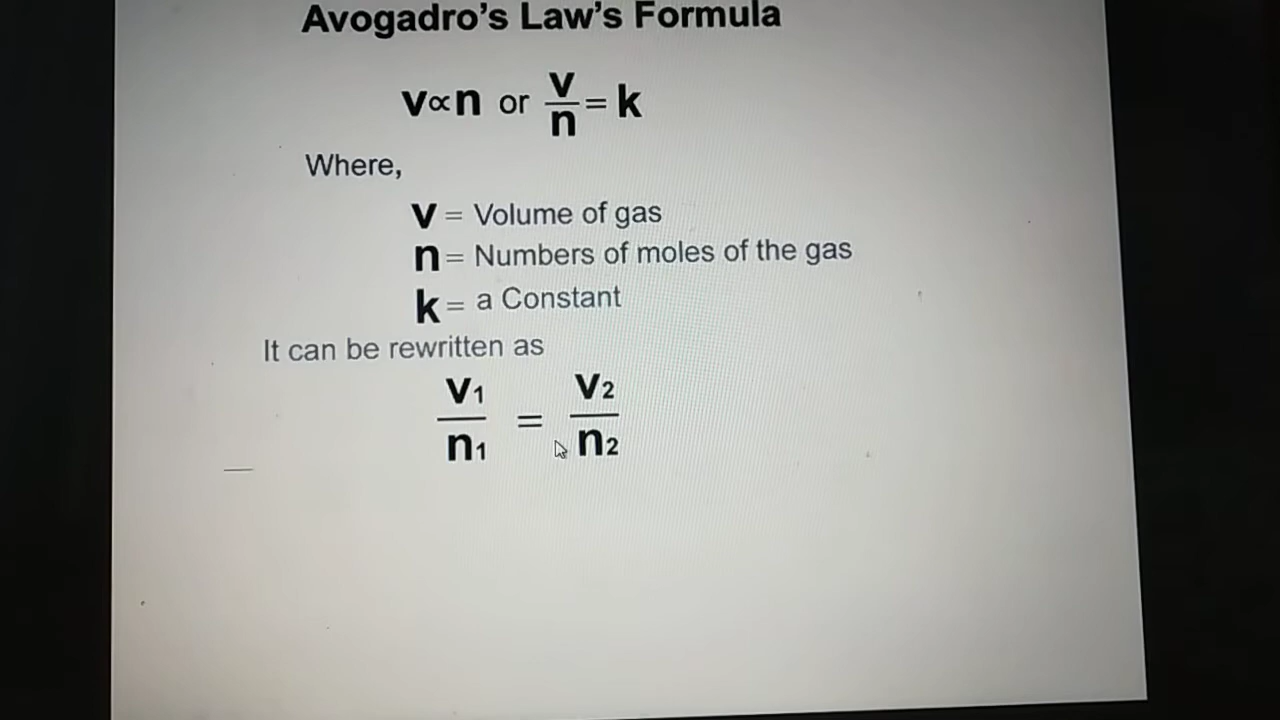 Avogadro's Law's Formula
v∝n or v/n = k
Where,
v = Volume of gas
n = Numbers of moles of the gas
k = a Constant
It can be rewritten as
v1/n1 = v2/n2